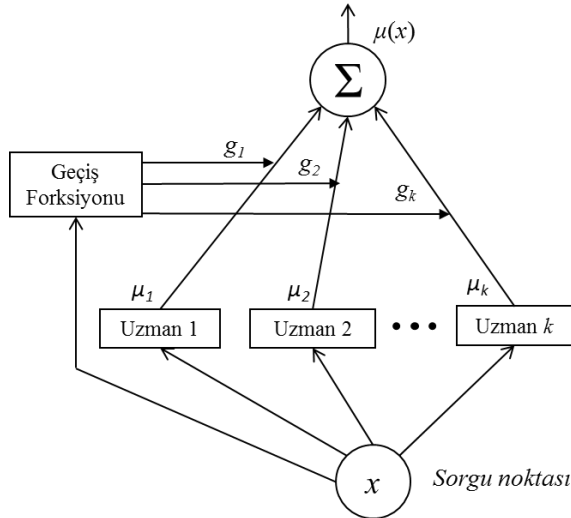 μ(x)
Σ
g1
g2
gk
Geçiş
Forksiyonu
μ1
μ2
μk
Uzman 1
Uzman 2
•••
Uzman k
x
Sorgu noktası